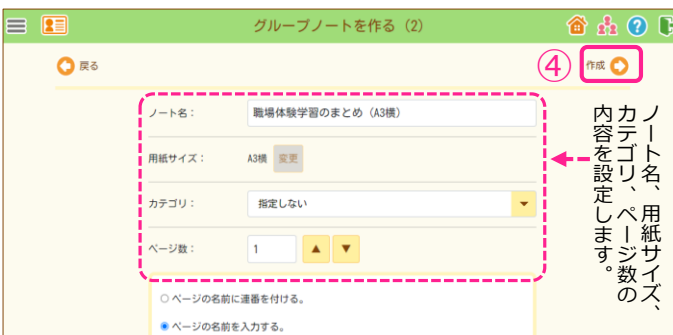 グループノートを作る（2）
戻る
④
作成
ノート名：
職場体験学習のまとめ（A3横）
用紙サイズ：
A3横
変更
カテゴリ：
指定しない
ページ数：
1
ページの名前に連番を付ける。
ページの名前を入力する。
ノート名、用紙サイズ、
カテゴリ、ページ数の
内容を設定します。